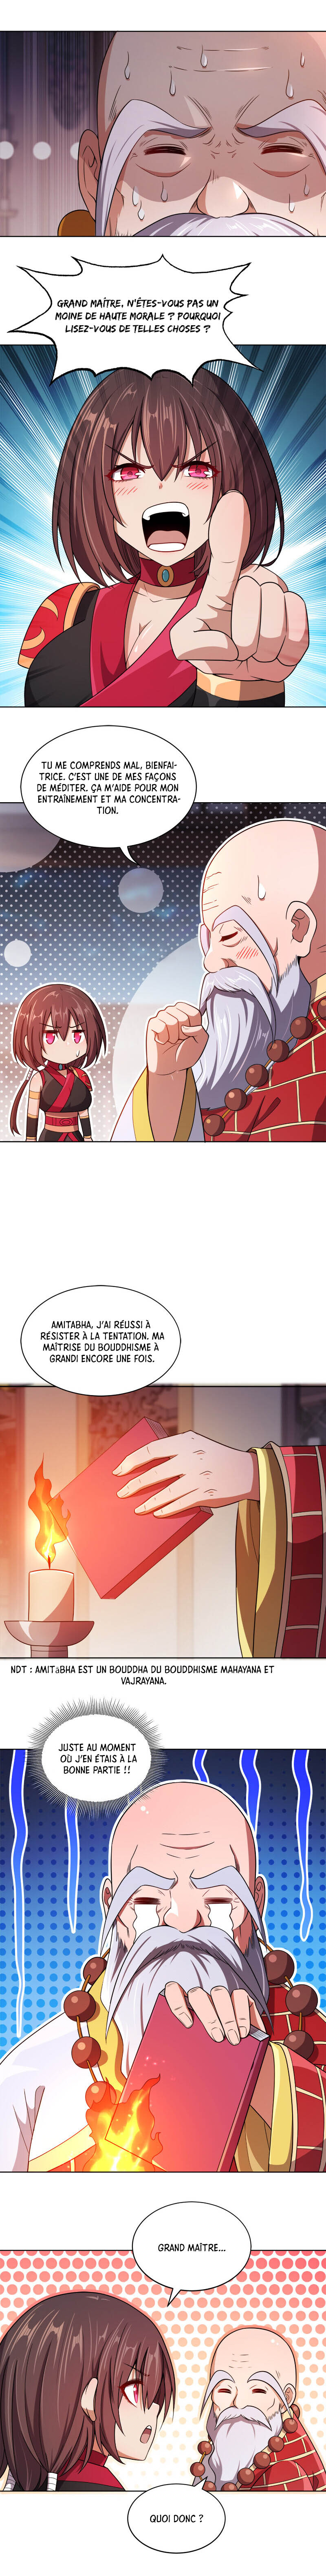 GRAND MAÎTRE, N'ÊTES-VOUS PAS UN
MOINE DE HAUTE MORALE ? POURQUOI
LISEZ-VOUS DE TELLES CHOSES ?
TU ME COMPRENDS MAL, BIENFAI-
TRICE. C'EST UNE DE MES FAÇONS
DE MÉDITER. ÇA M'AIDE POUR MON
ENTRAÎNEMENT ET MA CONCENTRA-
TION.
AMITABHA, J'AI RÉUSSI À
RÉSISTER À LA TENTATION. MA
MAÎTRISE DU BOUDDHISME À
GRANDI ENCORE UNE FOIS.
NDT : AMITāBHA EST UN BOUDDHA DU BOUDDHISME MAHAYANA ET
VAJRAYANA.
JUSTE AU MOMENT
OÙ J'EN ÉTAIS À LA
BONNE PARTIE !!
GRAND MAÎTRE...
QUOI DONC ?